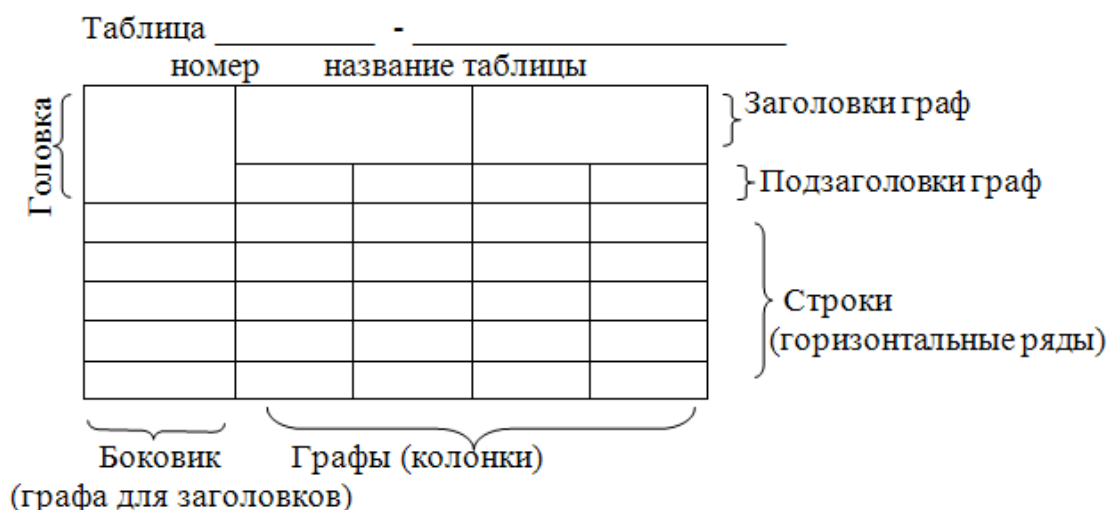 Таблица __________ - ______________________
номер название таблицы
Головка
Заголовки граф
Подзаголовки граф
Строки
(горизонтальные ряды)
Боковик
(графа для заголовков)
Графы (колонки)